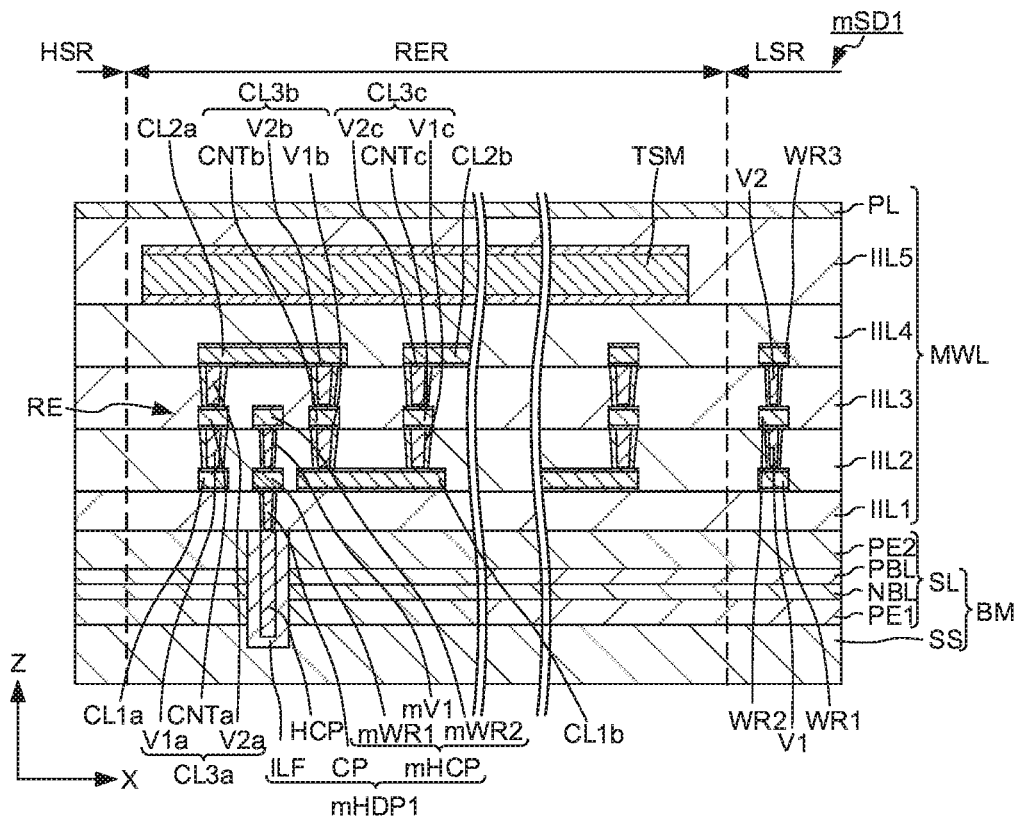 mSD1
HSR RER LSR
CL3b CL3c
CL2a V2b V2c V1c
CNTb V1b CNTc CL2b TSM V2 WR3
PL
IIL5
IIL4
MWL
RE
IIL3
IIL2
IIL1
PE2
PBL SL
NBL BM
PE1
SS
Z
X
CL1a CNTa HCP mV1 CL1b WR2 WR1
V1a V2a mWR1 mWR2 V1
CL3a ILF CP mHCP
mHDP1